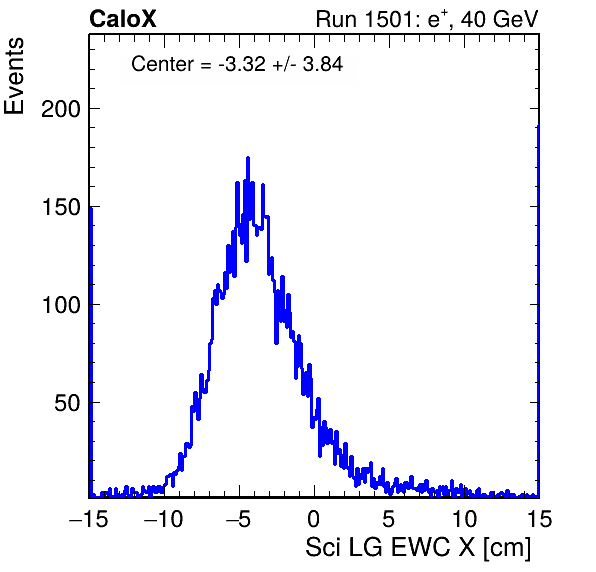 CaloX Run 1501: e⁺, 40 GeV
Center = -3.32 +/- 3.84
Events
200
150
100
50
−15 −10 −5 0 5 10 15
Sci LG EWC X [cm]